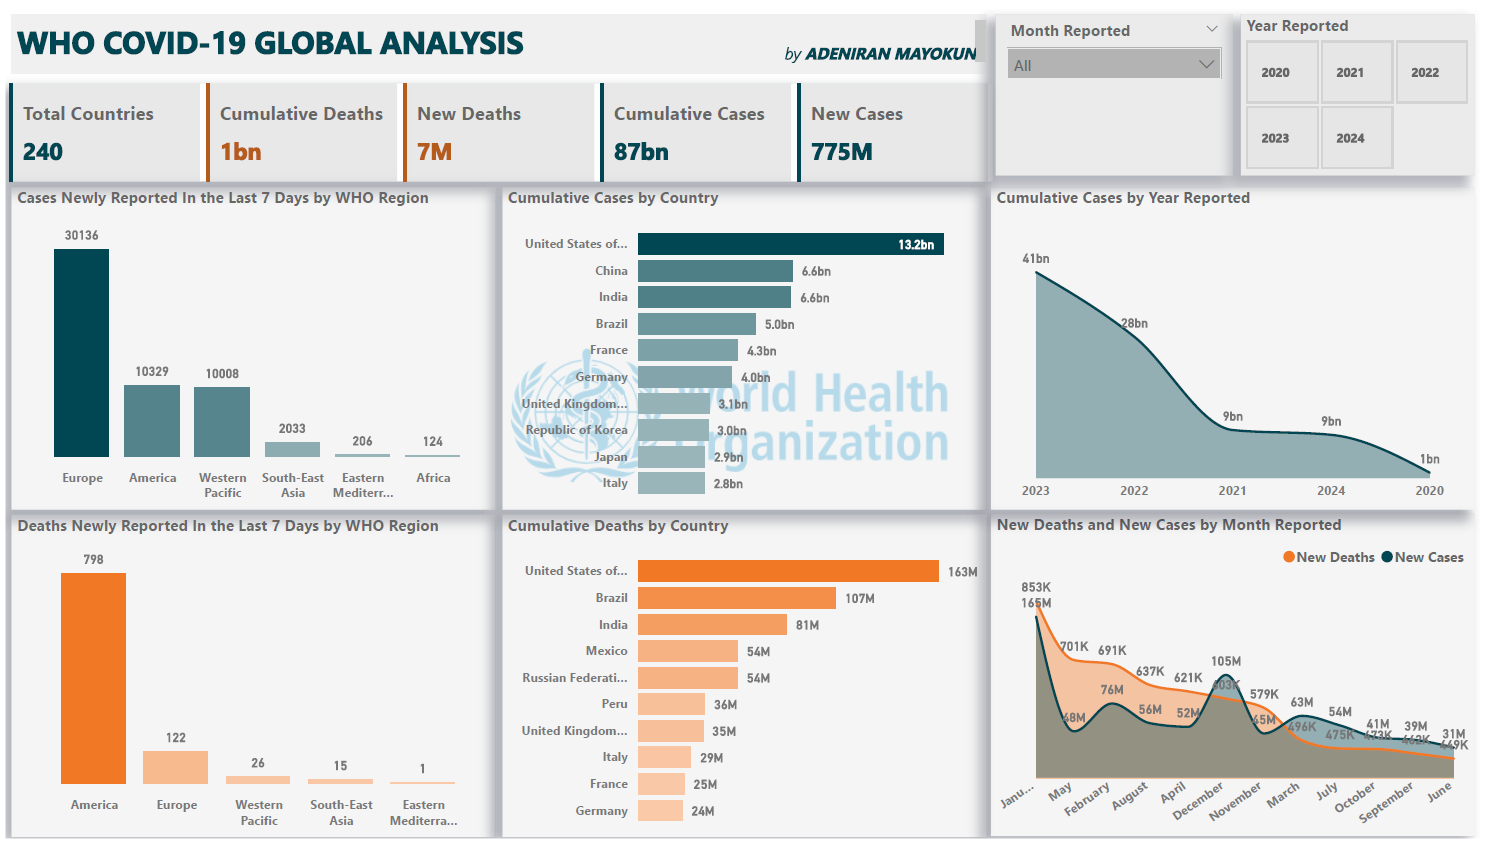 WHO COVID-19 GLOBAL ANALYSIS
by ADENIRAN MAYOKUN
Month Reported
All
Year Reported
2020
2021
2022
2023
2024
Total Countries
240
Cumulative Deaths
1bn
New Deaths
7M
Cumulative Cases
87bn
New Cases
775M
Cases Newly Reported In the Last 7 Days by WHO Region
30136
10329
10008
2033
206
124
Europe
America
Western
Pacific
South-East
Asia
Eastern
Mediterr...
Africa
Cumulative Cases by Country
United States of...
13.2bn
China
6.6bn
India
6.6bn
Brazil
5.0bn
France
4.3bn
Germany
4.0bn
United Kingdom...
3.1bn
Republic of Korea
3.0bn
Japan
2.9bn
Italy
2.8bn
World Health
Organization
Cumulative Cases by Year Reported
41bn
28bn
9bn
9bn
1bn
2023
2022
2021
2024
2020
Deaths Newly Reported In the Last 7 Days by WHO Region
798
122
26
15
1
America
Europe
Western
Pacific
South-East
Asia
Eastern
Mediterra...
Cumulative Deaths by Country
United States of...
163M
Brazil
107M
India
81M
Mexico
54M
Russian Federati...
54M
Peru
36M
United Kingdom...
35M
Italy
29M
France
25M
Germany
24M
New Deaths and New Cases by Month Reported
New Deaths
New Cases
853K
165M
701K
48M
691K
76M
637K
56M
621K
52M
105M
603K
579K
45M
63M
496K
54M
475K
41M
473K
39M
462K
31M
449K
Janu...
May
February
August
April
December
November
March
July
October
September
June